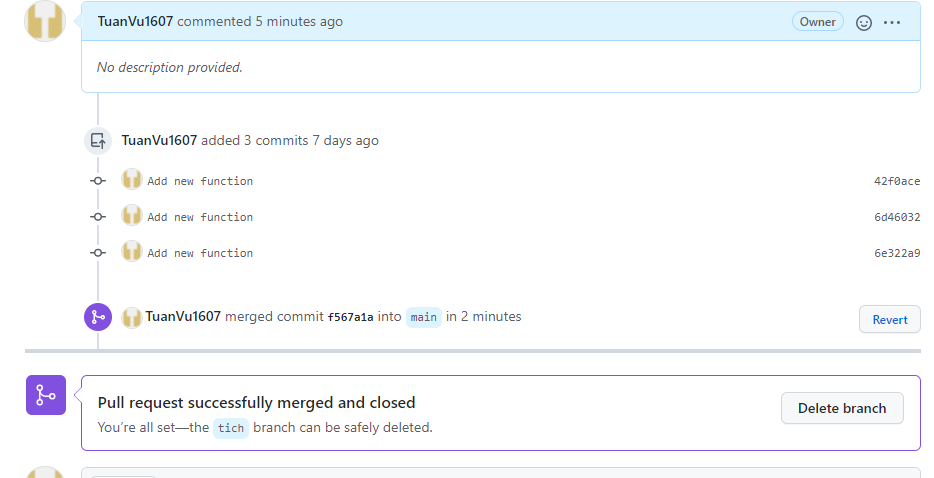 TuanVu1607 commented 5 minutes ago Owner
No description provided.
TuanVu1607 added 3 commits 7 days ago
Add new function 42f0ace
Add new function 6d46032
Add new function 6e322a9
TuanVu1607 merged commit f567a1a into main in 2 minutes Revert
Pull request successfully merged and closed
You’re all set—the tich branch can be safely deleted. Delete branch